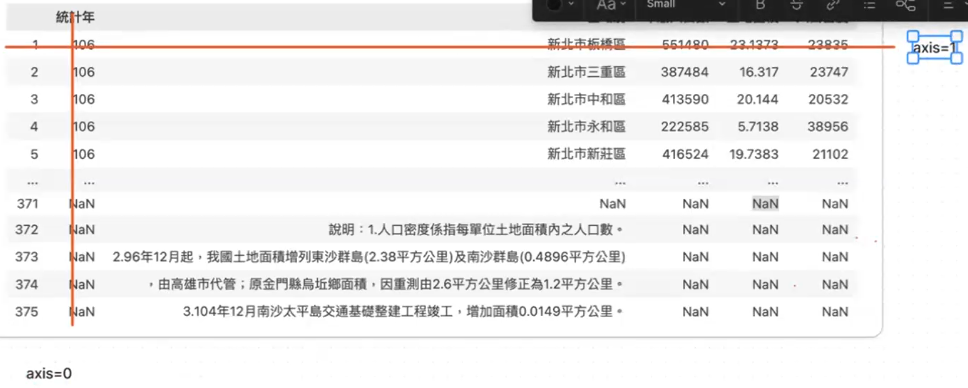 Aa
Small
B
S
統計年
1 106 新北市板橋區 551480 23.1373 23835
axis=1
2 106 新北市三重區 387484 16.317 23747
3 106 新北市中和區 413590 20.144 20532
4 106 新北市永和區 222585 5.7138 38956
5 106 新北市新莊區 416524 19.7383 21102
... ... ... ... ... ...
371 NaN NaN NaN NaN NaN
372 NaN 說明：1.人口密度係指每單位土地面積內之人口數。 NaN NaN NaN
373 NaN 2.96年12月起，我國土地面積增列東沙群島(2.38平方公里)及南沙群島(0.4896平方公里) NaN NaN NaN
374 NaN ，由高雄市代管；原金門縣烏坵鄉面積，因重測由2.6平方公里修正為1.2平方公里。 NaN NaN NaN
375 NaN 3.104年12月南沙太平島交通基礎整建工程竣工，增加面積0.0149平方公里。 NaN NaN NaN
axis=0